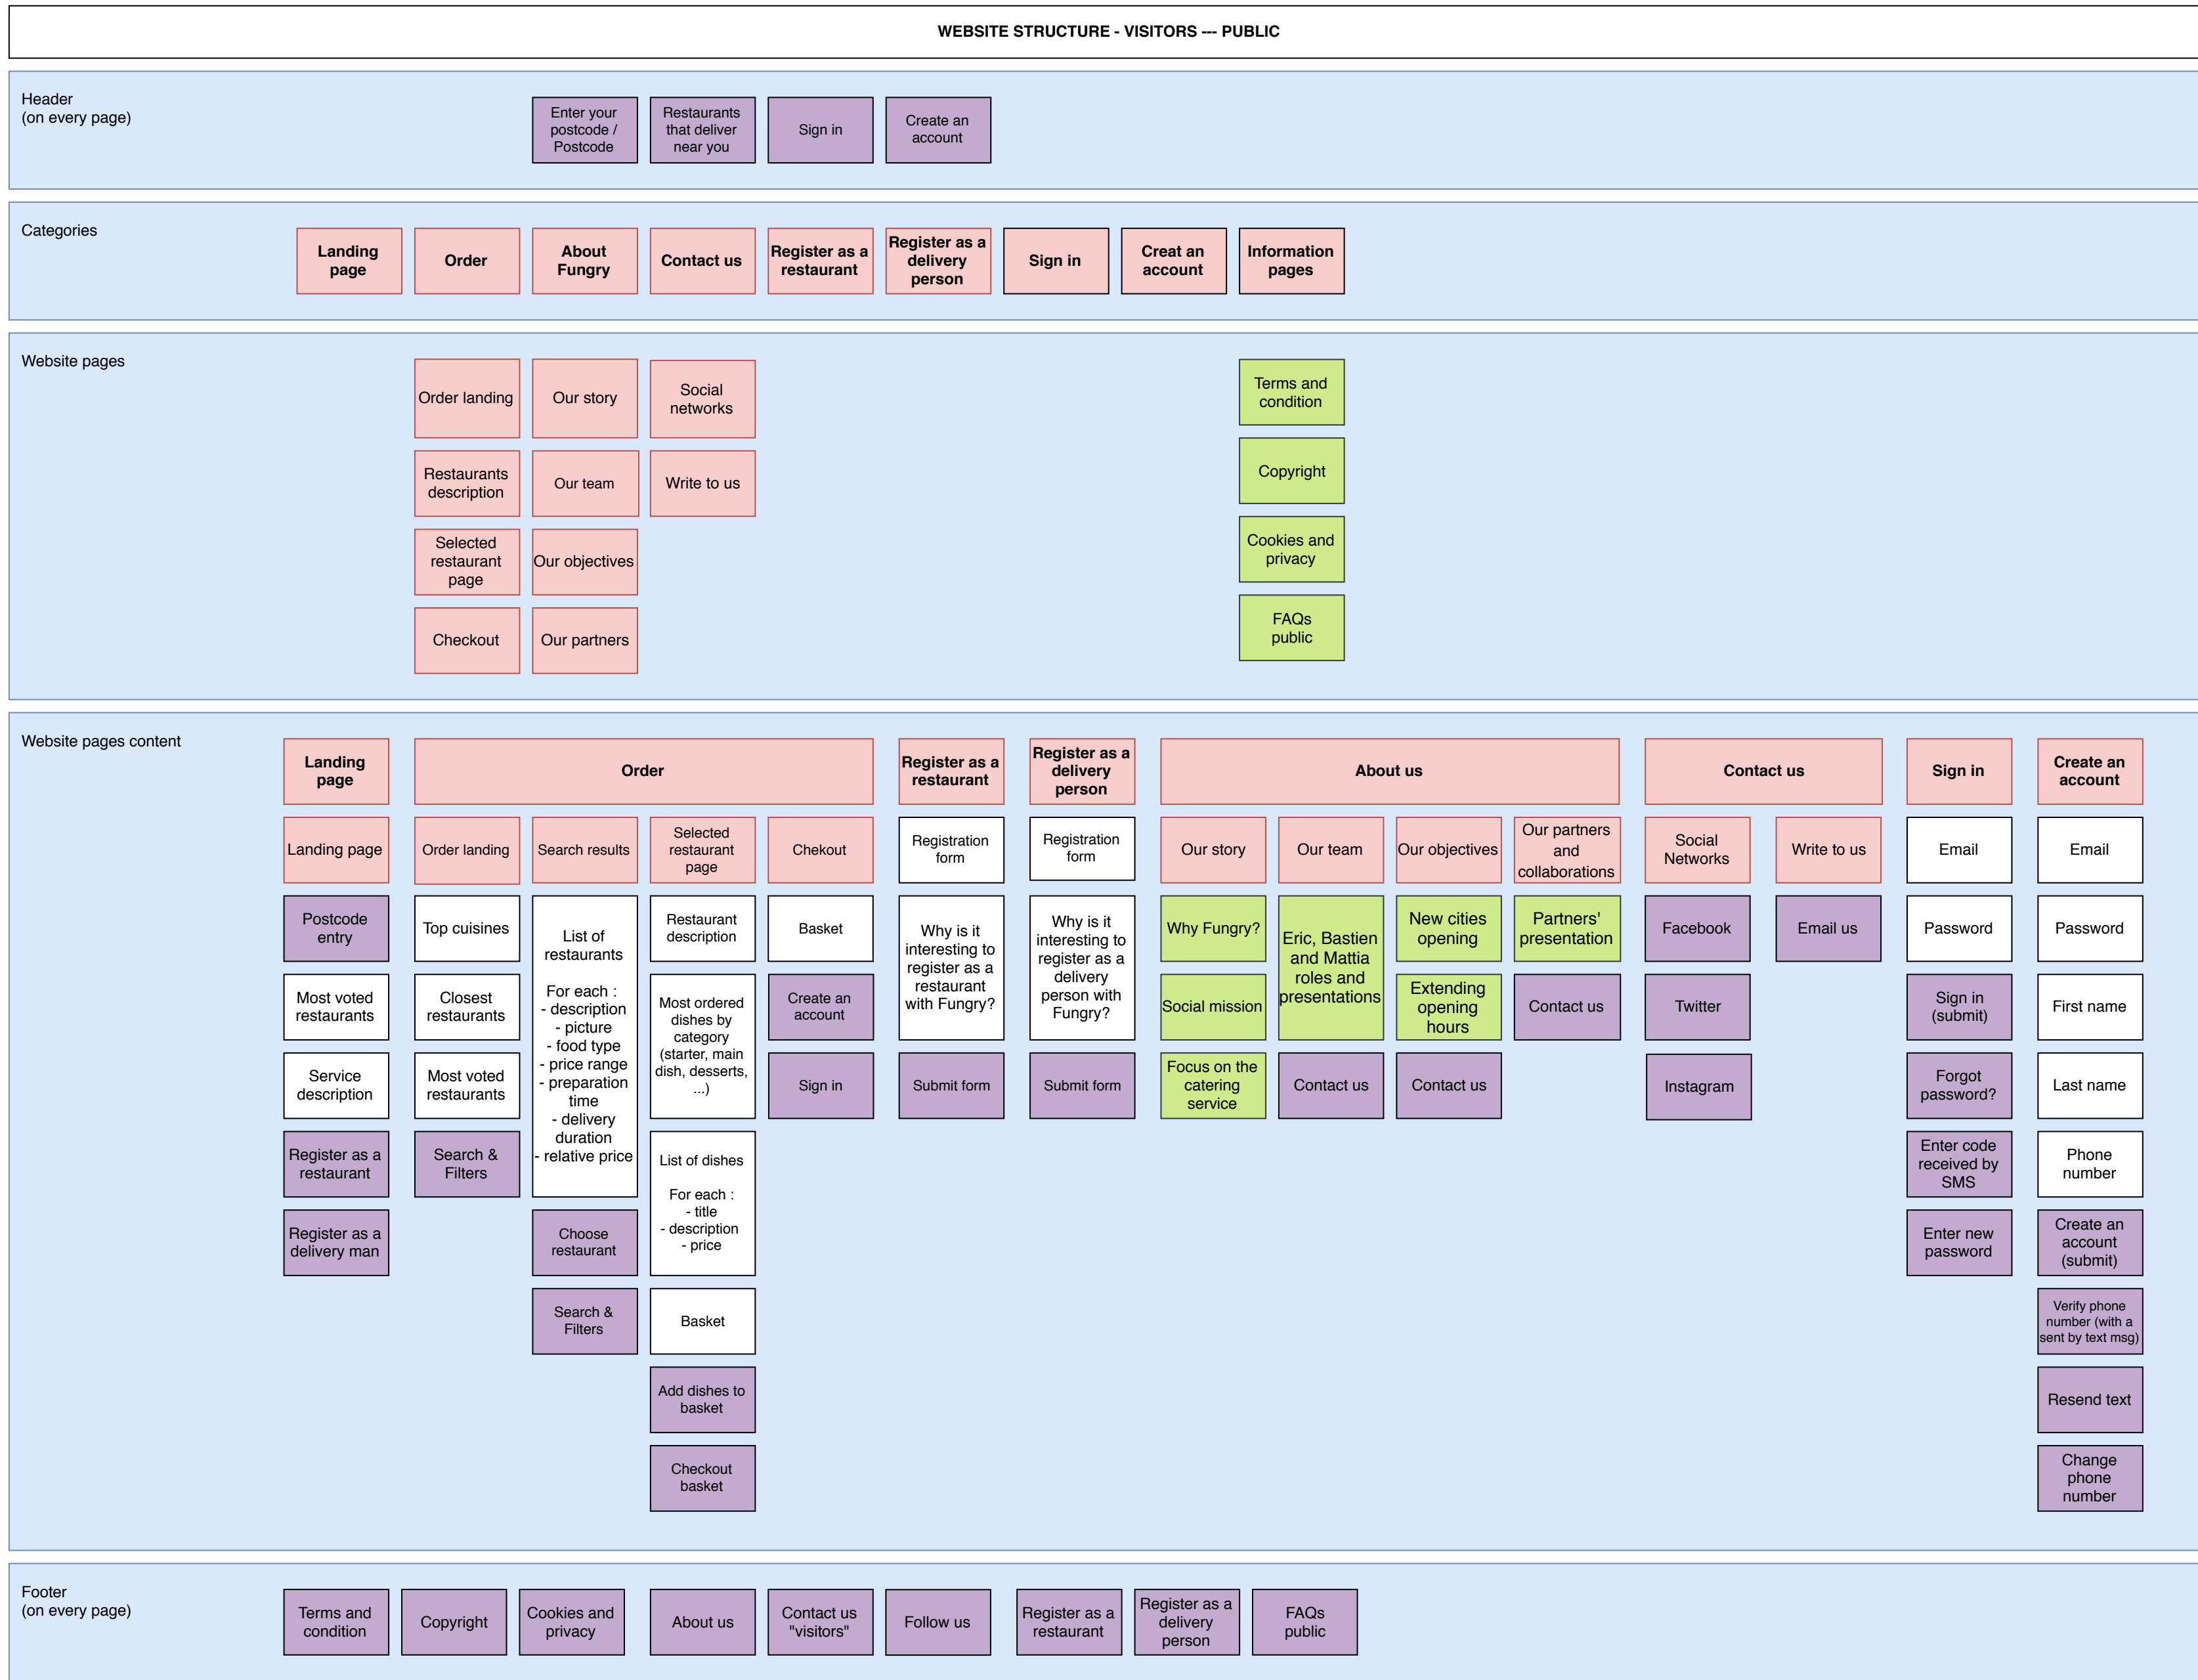 WEBSITE STRUCTURE - VISITORS --- PUBLIC
Header
(on every page)
Enter your
postcode /
Postcode
Restaurants
that deliver
near you
Sign in
Create an
account
Categories
Landing
page
Order
About
Fungry
Contact us
Register as a
restaurant
Register as a
delivery
person
Sign in
Creat an
account
Information
pages
Website pages
Order landing
Our story
Social
networks
Terms and
condition
Restaurants
description
Our team
Write to us
Copyright
Selected
restaurant
page
Our objectives
Cookies and
privacy
Checkout
Our partners
FAQs
public
Website pages content
Landing
page
Order
Register as a
restaurant
Register as a
delivery
person
About us
Contact us
Sign in
Create an
account
Landing page
Postcode
entry
Most voted
restaurants
Service
description
Register as a
restaurant
Register as a
delivery man
Order landing
Top cuisines
Closest
restaurants
Most voted
restaurants
Search &
Filters
Search results
List of
restaurants
For each :
- description
- picture
- food type
- price range
- preparation
time
- delivery
duration
- relative price
Choose
restaurant
Search &
Filters
Selected
restaurant
page
Restaurant
description
Most ordered
dishes by
category
(starter, main
dish, desserts,
...)
List of dishes
For each :
- title
- description
- price
Basket
Add dishes to
basket
Checkout
basket
Chekout
Basket
Create an
account
Sign in
Registration
form
Why is it
interesting to
register as a
restaurant
with Fungry?
Submit form
Registration
form
Why is it
interesting to
register as a
delivery
person with
Fungry?
Submit form
Our story
Why Fungry?
Social mission
Focus on the
catering
service
Our team
Eric, Bastien
and Mattia
roles and
presentations
Contact us
Our objectives
New cities
opening
Extending
opening
hours
Contact us
Our partners
and
collaborations
Partners'
presentation
Contact us
Social
Networks
Facebook
Twitter
Instagram
Write to us
Email us
Email
Password
Sign in
(submit)
Forgot
password?
Enter code
received by
SMS
Enter new
password
Email
Password
First name
Last name
Phone
number
Create an
account
(submit)
Verify phone
number (with a
sent by text msg)
Resend text
Change
phone
number
Footer
(on every page)
Terms and
condition
Copyright
Cookies and
privacy
About us
Contact us
"visitors"
Follow us
Register as a
restaurant
Register as a
delivery
person
FAQs
public